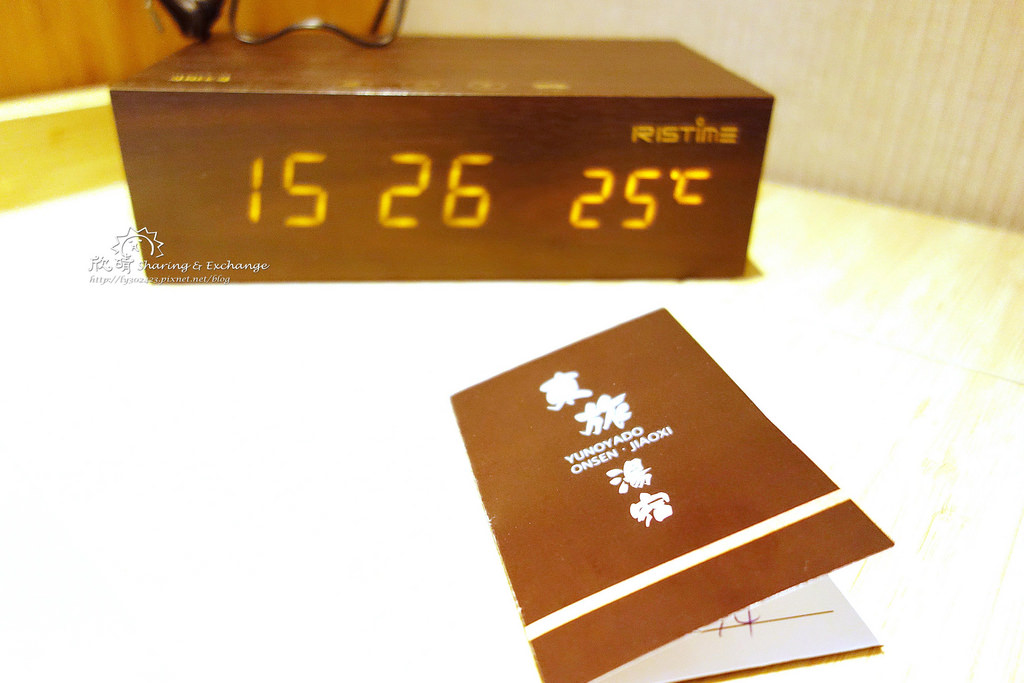 RISTIME
15 26 25℃
欣晴 Sharing & Exchange
東旅
YUNOYADO
ONSEN · JIAOXI
湯宿